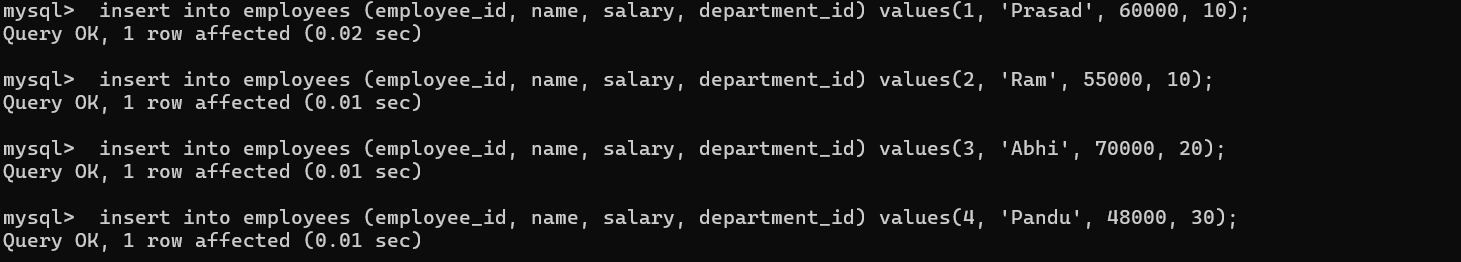 mysql>  insert into employees (employee_id, name, salary, department_id) values(1, 'Prasad', 60000, 10);
Query OK, 1 row affected (0.02 sec)
mysql>  insert into employees (employee_id, name, salary, department_id) values(2, 'Ram', 55000, 10);
Query OK, 1 row affected (0.01 sec)
mysql>  insert into employees (employee_id, name, salary, department_id) values(3, 'Abhi', 70000, 20);
Query OK, 1 row affected (0.01 sec)
mysql>  insert into employees (employee_id, name, salary, department_id) values(4, 'Pandu', 48000, 30);
Query OK, 1 row affected (0.01 sec)